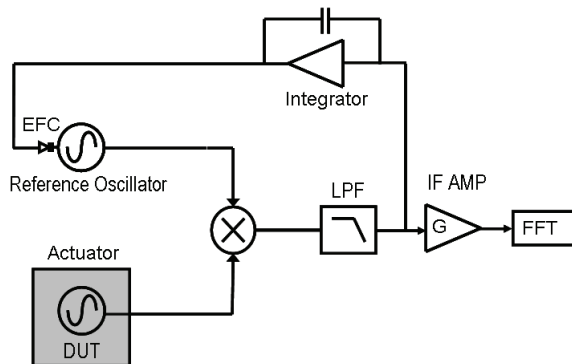 Integrator
EFC
Reference Oscillator
LPF
IF AMP
G
FFT
Actuator
DUT